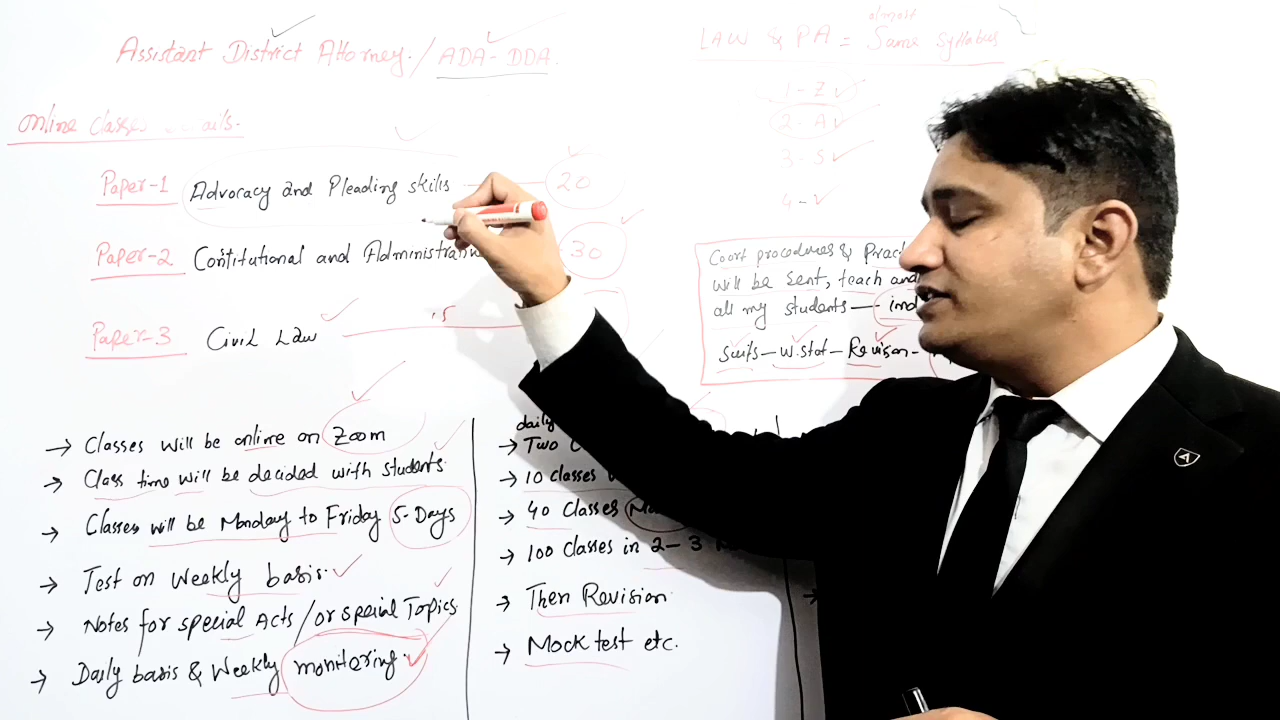 Assistant District Attorney. / ADA-DDA.
Online Classes
Paper-1 Advocacy and Pleading skills — 20
Paper-2 Contitutional and Administra 30
Paper-3 Civil Law 15
→ Classes will be online on Zoom
→ Class time will be decided with students.
→ Classes will be Monday to Friday 5-Days
→ Test on weekly basis.
→ Notes for special Acts / or special Topics
→ Daily basis & Weekly monitoring.
daily
→ Two
→ 10 classes
→ 40 Classes
→ 100 Classes in 2-3
→ Then Revision
→ Mock test etc.
almost
LAW & PA = Same Syllabus
1-Z
2-A
3-S
4-
Court procedures &
will be sent, teach and
all my students —
Suits - W.stat - Revison -
A